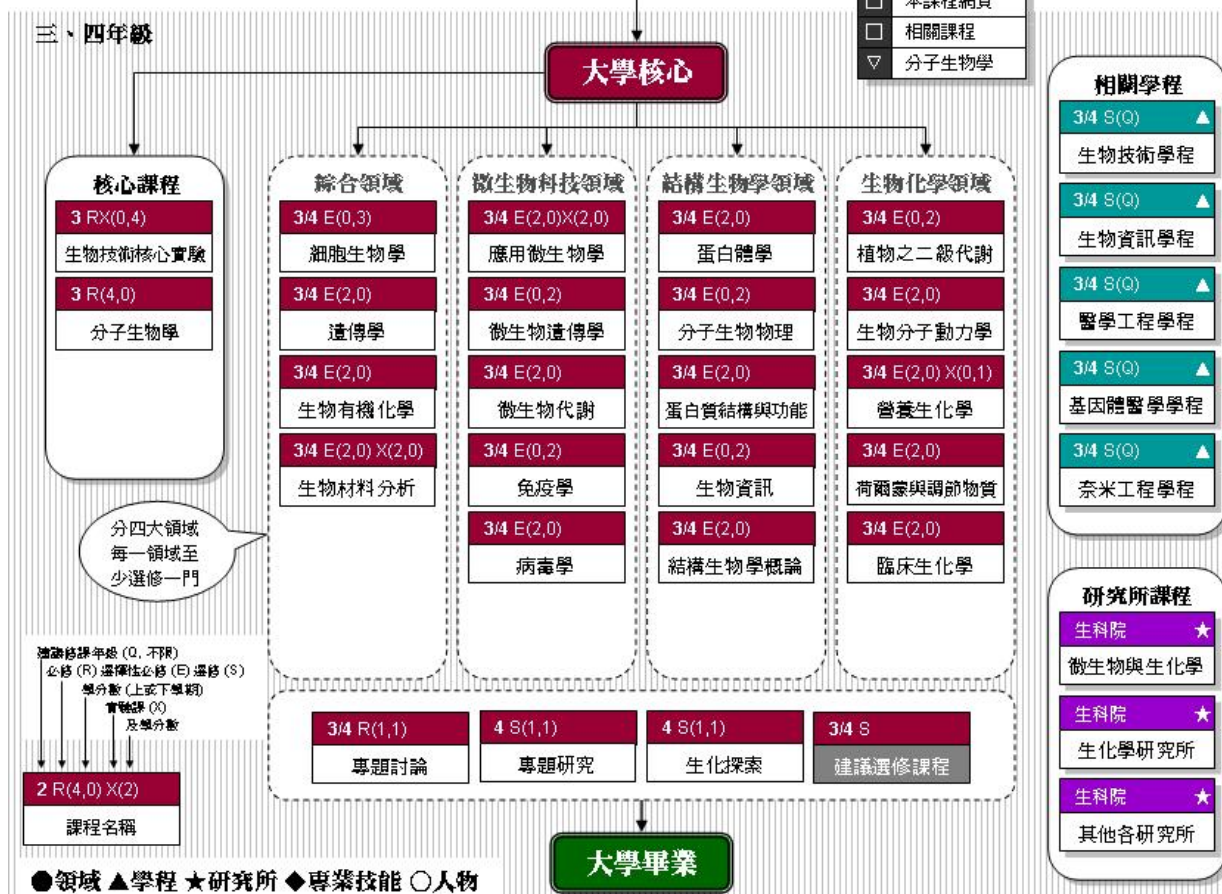 本課程網頁
三、四年級
□ 相關課程
▽ 分子生物學
大學核心
核心課程
3 RX(0,4)
生物技術核心實驗
3 R(4,0)
分子生物學
綜合領域
3/4 E(0,3)
細胞生物學
3/4 E(2,0)
遺傳學
3/4 E(2,0)
生物有機化學
3/4 E(2,0) X(2,0)
生物材料分析
微生物科技領域
3/4 E(2,0)X(2,0)
應用微生物學
3/4 E(0,2)
微生物遺傳學
3/4 E(2,0)
微生物代謝
3/4 E(0,2)
免疫學
3/4 E(2,0)
病毒學
結構生物學領域
3/4 E(2,0)
蛋白體學
3/4 E(0,2)
分子生物物理
3/4 E(2,0)
蛋白質結構與功能
3/4 E(0,2)
生物資訊
3/4 E(2,0)
結構生物學概論
生物化學領域
3/4 E(0,2)
植物之二級代謝
3/4 E(2,0)
生物分子動力學
3/4 E(2,0) X(0,1)
營養生化學
3/4 E(2,0)
荷爾蒙與調節物質
3/4 E(2,0)
臨床生化學
相關學程
3/4 S(Q) ▲
生物技術學程
3/4 S(Q) ▲
生物資訊學程
3/4 S(Q) ▲
醫學工程學程
3/4 S(Q) ▲
基因體醫學學程
3/4 S(Q) ▲
奈米工程學程
分四大領域
每一領域至
少選修一門
研究所課程
生科院 ★
微生物與生化學
生科院 ★
生化學研究所
生科院 ★
其他各研究所
建議修課年級 (Q, 不限)
必修 (R) 選擇性必修 (E) 選修 (S)
學分數 (上或下學期)
實驗課 (X)
及學分數
2 R(4,0) X(2)
課程名稱
3/4 R(1,1)
專題討論
4 S(1,1)
專題研究
4 S(1,1)
生化探索
3/4 S
建議選修課程
大學畢業
●領域 ▲學程 ★研究所 ◆專業技能 ○人物